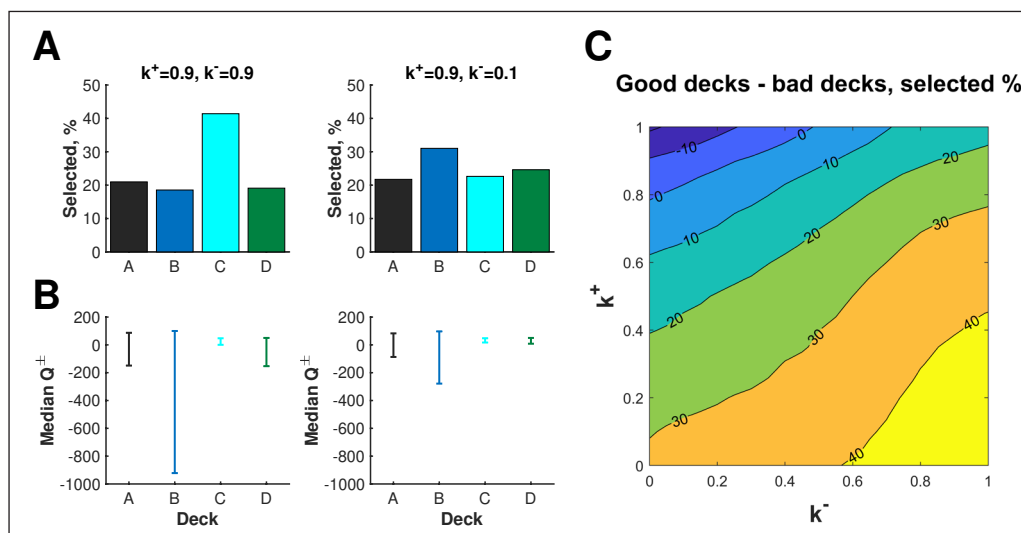 A
k+=0.9, k-=0.9
50
40
30
20
10
0
Selected, %
A B C D
k+=0.9, k-=0.1
50
40
30
20
10
0
Selected, %
A B C D
B
200
0
-200
-400
-600
-800
-1000
Median Q±
A B C D
Deck
200
0
-200
-400
-600
-800
-1000
Median Q±
A B C D
Deck
C
Good decks - bad decks, selected %
1
0.8
0.6
0.4
0.2
0
k+
-10
0
0
10
10
20
20
20
30
30
30
40
40
0 0.2 0.4 0.6 0.8 1
k-